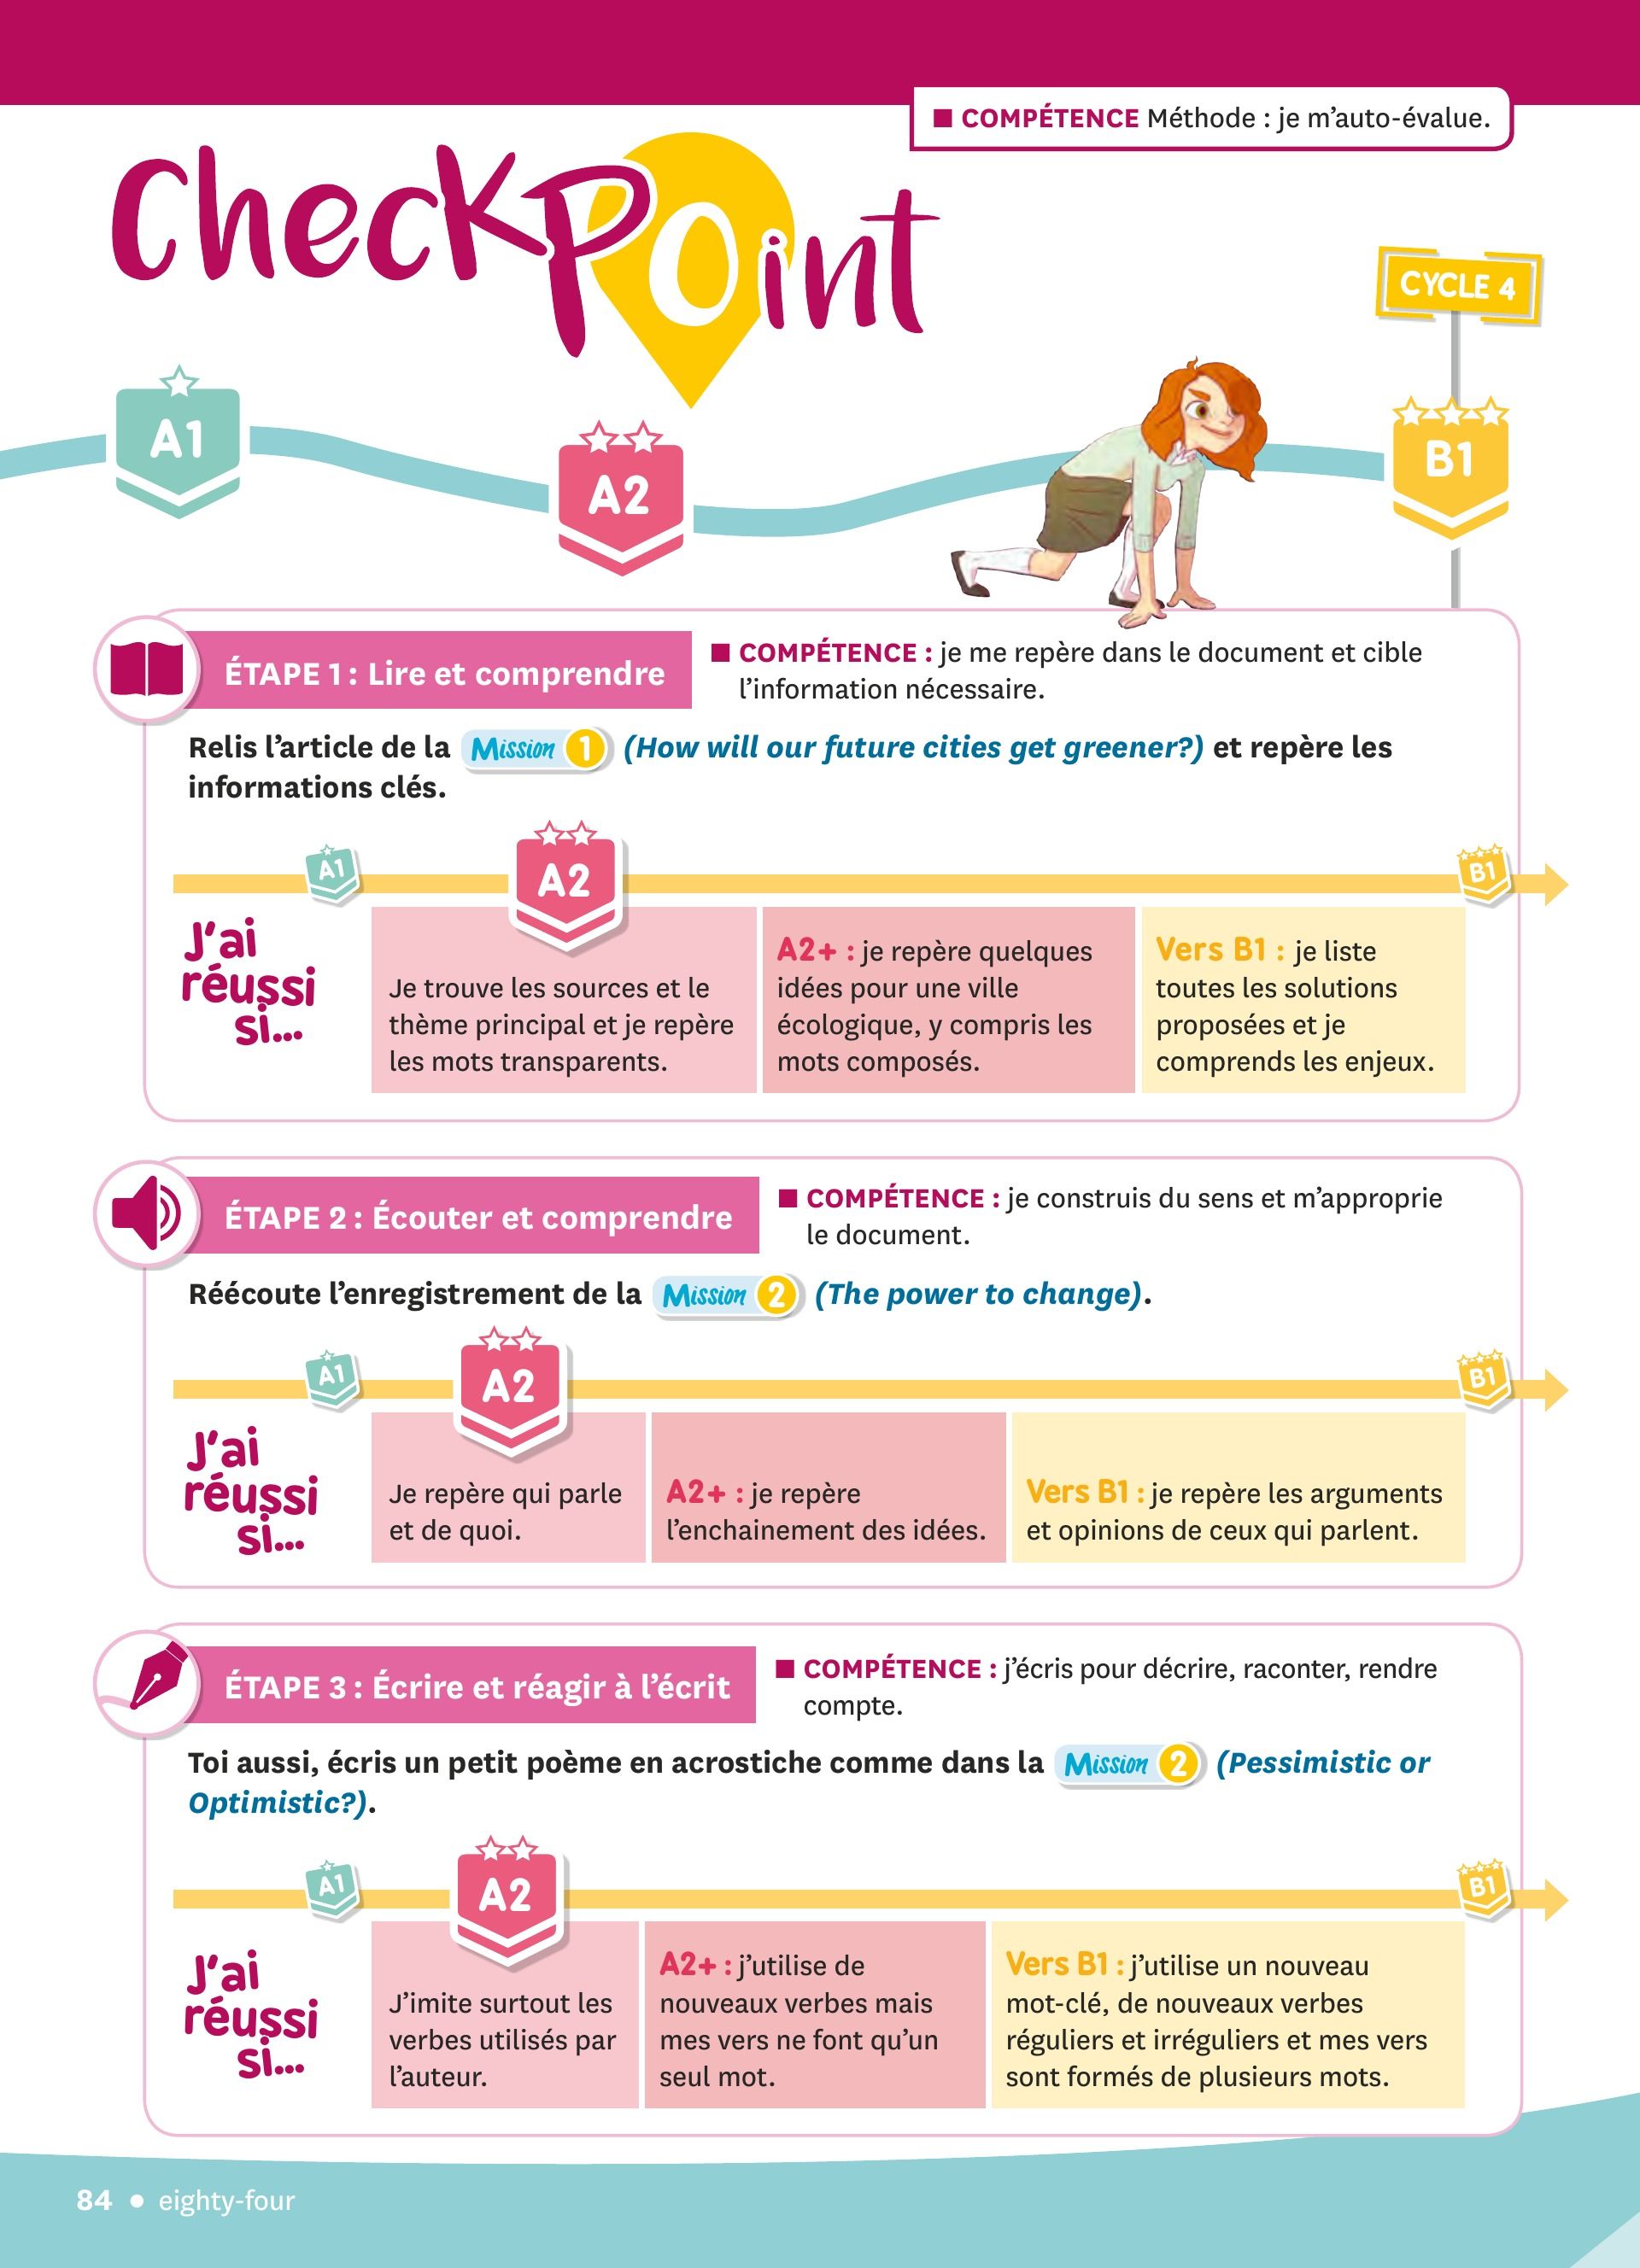 ■ COMPÉTENCE Méthode : je m’auto-évalue.
CheckPoint
CYCLE 4
A1
A2
B1
ÉTAPE 1 : Lire et comprendre
■ COMPÉTENCE : je me repère dans le document et cible
l’information nécessaire.
Relis l’article de la Mission 1 (How will our future cities get greener?) et repère les
informations clés.
A1
A2
B1
J’ai
réussi
si...
Je trouve les sources et le
thème principal et je repère
les mots transparents.
A2+ : je repère quelques
idées pour une ville
écologique, y compris les
mots composés.
Vers B1 : je liste
toutes les solutions
proposées et je
comprends les enjeux.
ÉTAPE 2 : Écouter et comprendre
■ COMPÉTENCE : je construis du sens et m’approprie
le document.
Réécoute l’enregistrement de la Mission 2 (The power to change).
A1
A2
B1
J’ai
réussi
si...
Je repère qui parle
et de quoi.
A2+ : je repère
l’enchainement des idées.
Vers B1 : je repère les arguments
et opinions de ceux qui parlent.
ÉTAPE 3 : Écrire et réagir à l’écrit
■ COMPÉTENCE : j’écris pour décrire, raconter, rendre
compte.
Toi aussi, écris un petit poème en acrostiche comme dans la Mission 2 (Pessimistic or
Optimistic?).
A1
A2
B1
J’ai
réussi
si...
J’imite surtout les
verbes utilisés par
l’auteur.
A2+ : j’utilise de
nouveaux verbes mais
mes vers ne font qu’un
seul mot.
Vers B1 : j’utilise un nouveau
mot-clé, de nouveaux verbes
réguliers et irréguliers et mes vers
sont formés de plusieurs mots.
84 • eighty-four